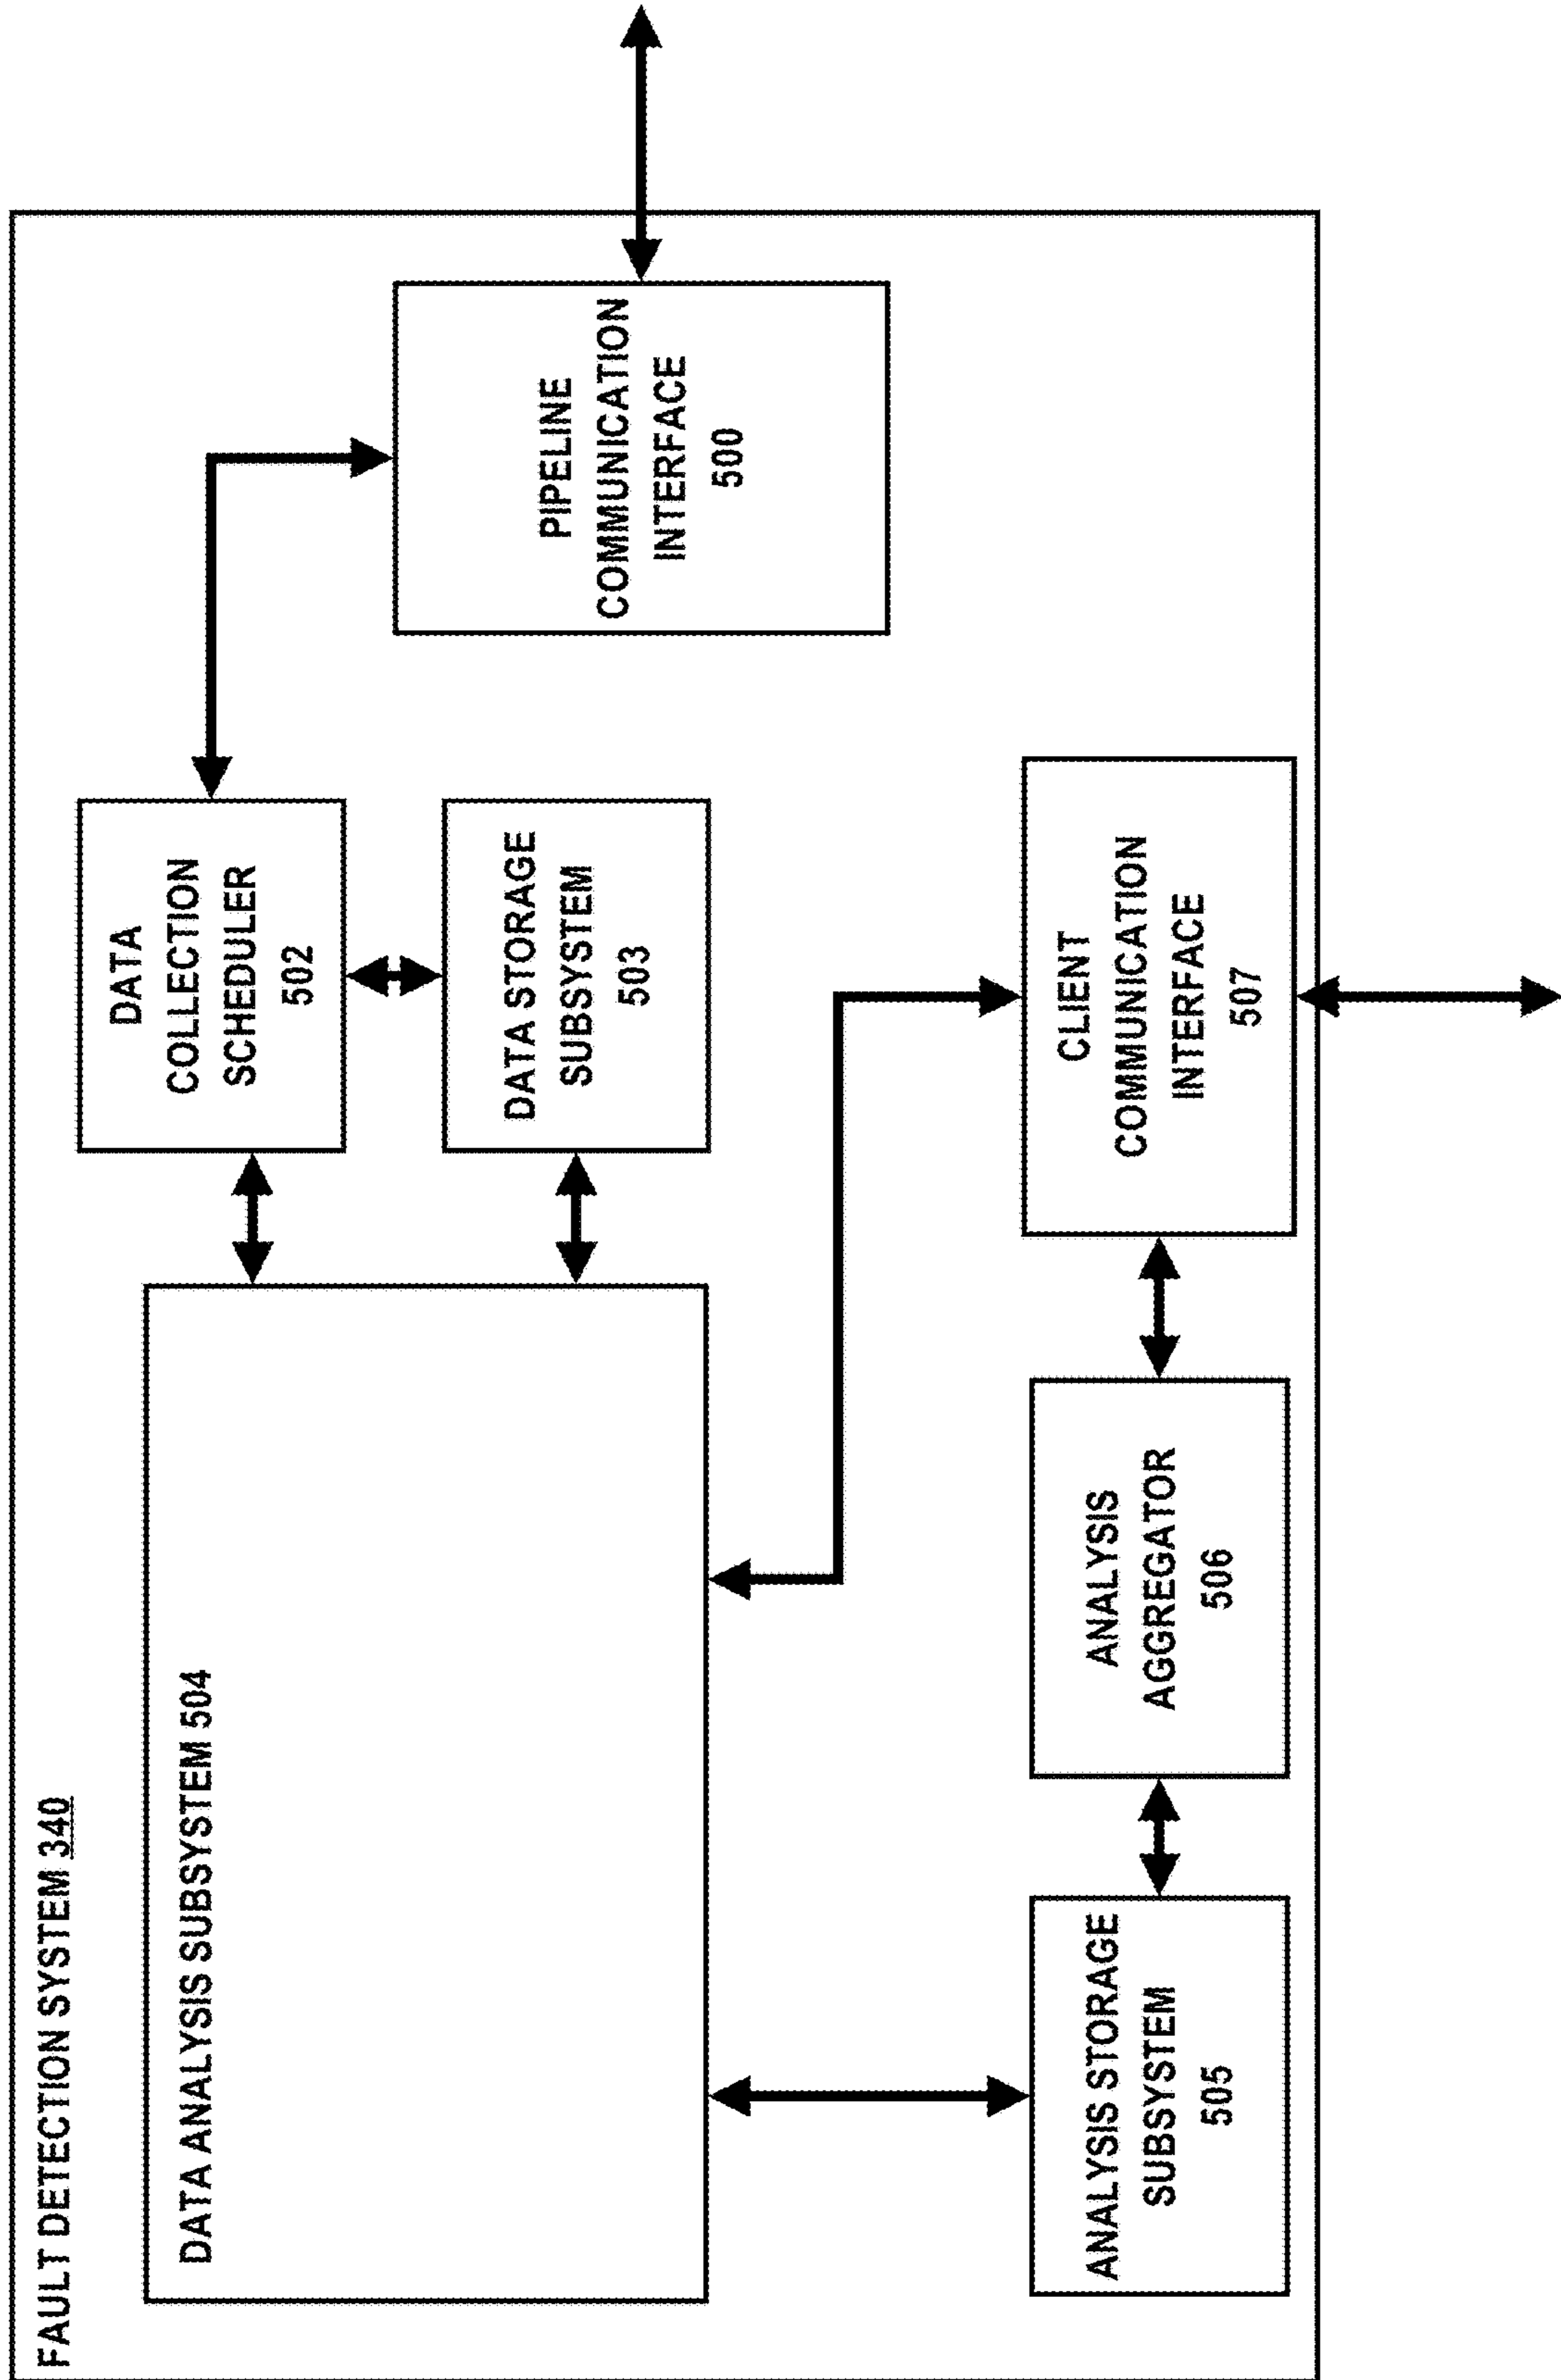 FAULT DETECTION SYSTEM 340
DATA ANALYSIS SUBSYSTEM 504
DATA
COLLECTION
SCHEDULER
502
DATA STORAGE
SUBSYSTEM
503
PIPELINE
COMMUNICATION
INTERFACE
500
ANALYSIS STORAGE
SUBSYSTEM
505
ANALYSIS
AGGREGATOR
506
CLIENT
COMMUNICATION
INTERFACE
507